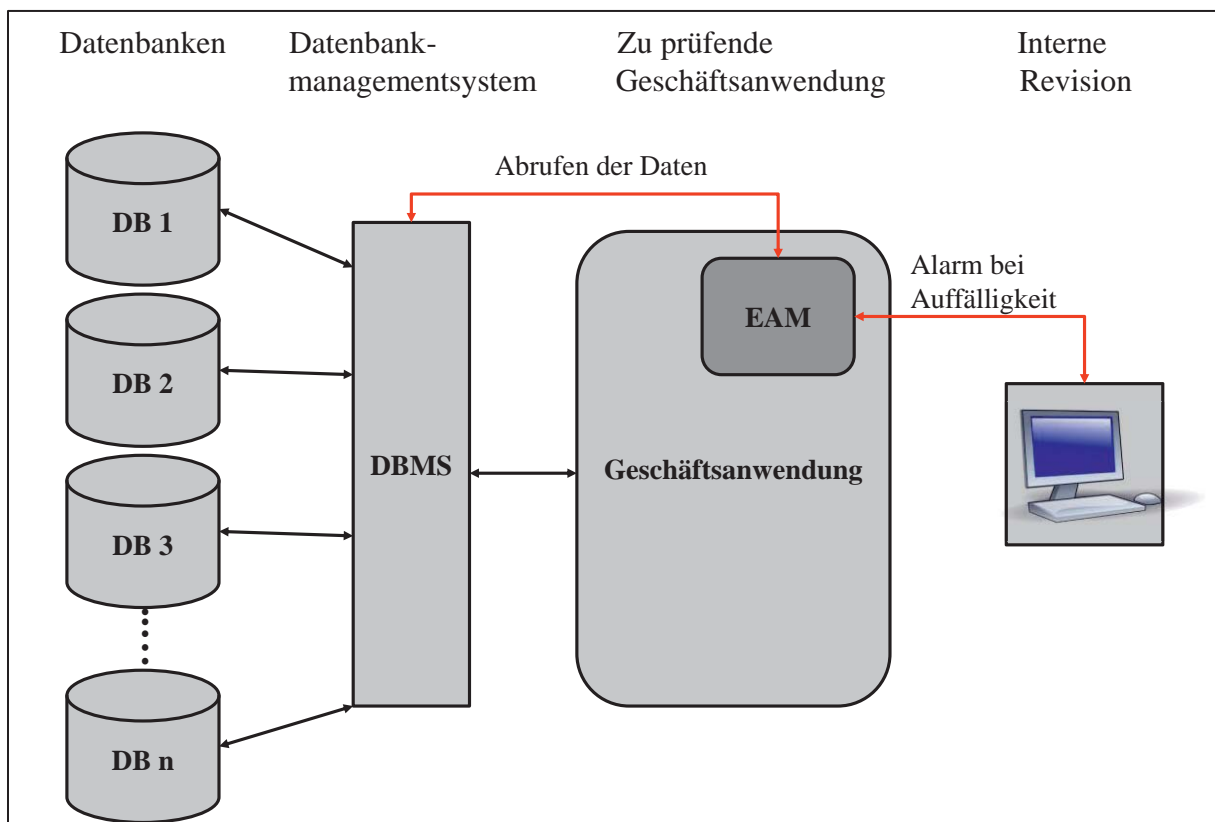 Datenbanken
Datenbank-
managementsystem
Zu prüfende
Geschäftsanwendung
Interne
Revision
Abrufen der Daten
DB 1
Alarm bei
Auffälligkeit
EAM
DB 2
DBMS
Geschäftsanwendung
DB 3
DB n